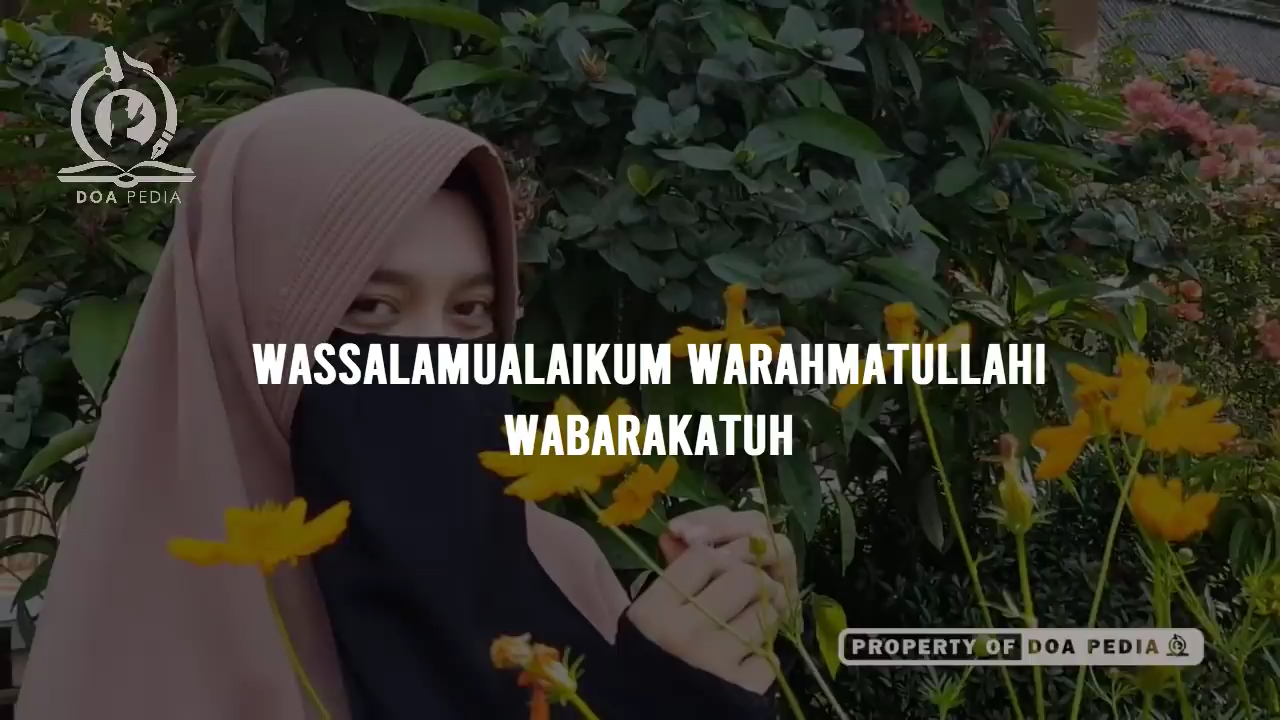 DOA PEDIA
WASSALAMUALAIKUM WARAHMATULLAHI
WABARAKATUH
PROPERTY OF DOA PEDIA